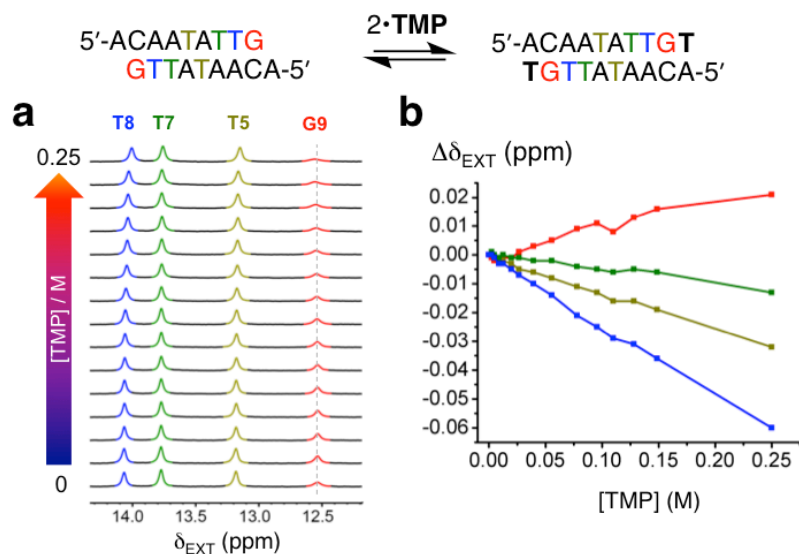 5′-ACAATATTG
GTTATAACA-5′
2•TMP
5′-ACAATATTGT
TGTTATAACA-5′
a
T8 T7 T5 G9
0.25
[TMP] / M
0
14.0 13.5 13.0 12.5
δEXT (ppm)
b
ΔδEXT (ppm)
0.02
0.01
0.00
-0.01
-0.02
-0.03
-0.04
-0.05
-0.06
0.00 0.05 0.10 0.15 0.20 0.25
[TMP] (M)